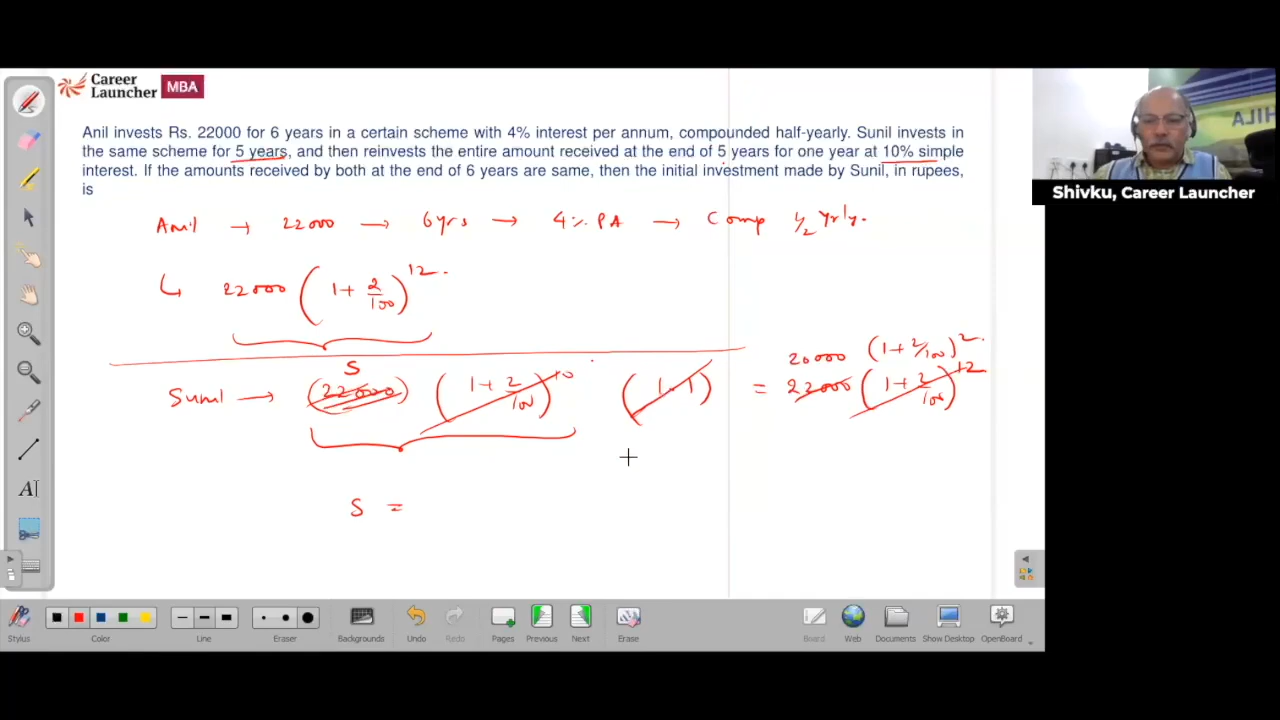 Career Launcher MBA
Anil invests Rs. 22000 for 6 years in a certain scheme with 4% interest per annum, compounded half-yearly. Sunil invests in
the same scheme for 5 years, and then reinvests the entire amount received at the end of 5 years for one year at 10% simple
interest. If the amounts received by both at the end of 6 years are same, then the initial investment made by Sunil, in rupees,
is
Shivku, Career Launcher
Anil → 22000 → 6yrs → 4% PA → Comp 1/2 yrly.
↳ 22000 (1 + 2/100)^12.
20000 (1+2/100)^2.
S
Sunil → (22000) (1 + 2/100)^10 (1.1) = 22000 (1 + 2/100)^12
S =
Stylus Color Line Eraser Backgrounds Undo Redo Pages Previous Next Erase Board Web Documents Show Desktop OpenBoard